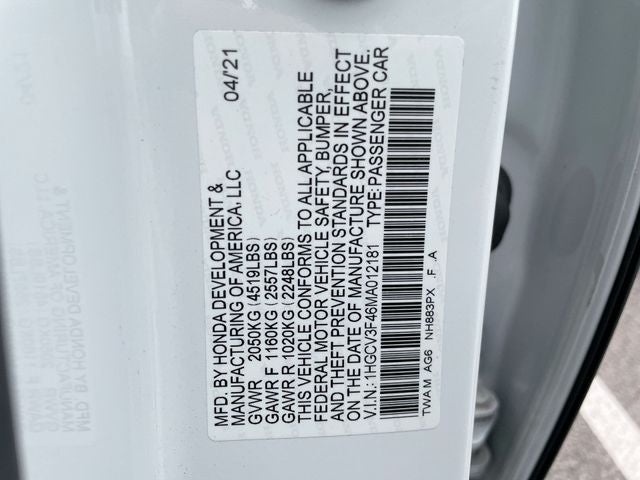 04/21
MFD. BY HONDA DEVELOPMENT &
MANUFACTURING OF AMERICA, LLC
GVWR 2050KG (4519LBS)
GAWR F 1160KG (2557LBS)
GAWR R 1020KG (2248LBS)
THIS VEHICLE CONFORMS TO ALL APPLICABLE
FEDERAL MOTOR VEHICLE SAFETY, BUMPER,
AND THEFT PREVENTION STANDARDS IN EFFECT
ON THE DATE OF MANUFACTURE SHOWN ABOVE.
V.I.N.: 1HGCV3F46MA012181 TYPE: PASSENGER CAR
TWA M AG6 NH883PX .F .A